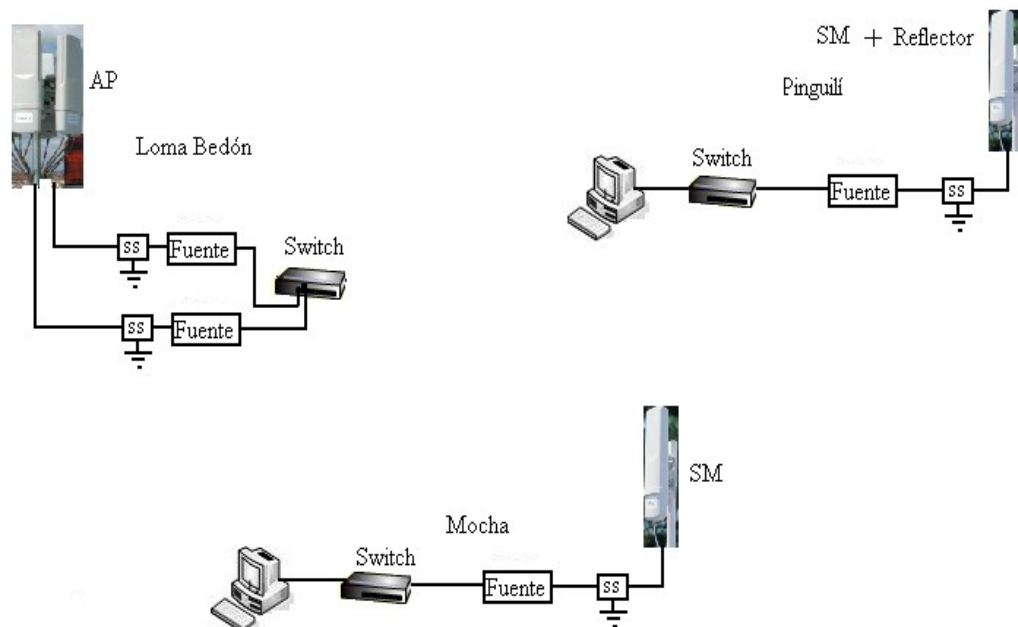 AP
Loma Bedón
ss
Fuente
Switch
ss
Fuente
SM + Reflector
Pinguilí
Switch
Fuente
ss
SM
Mocha
Switch
Fuente
ss